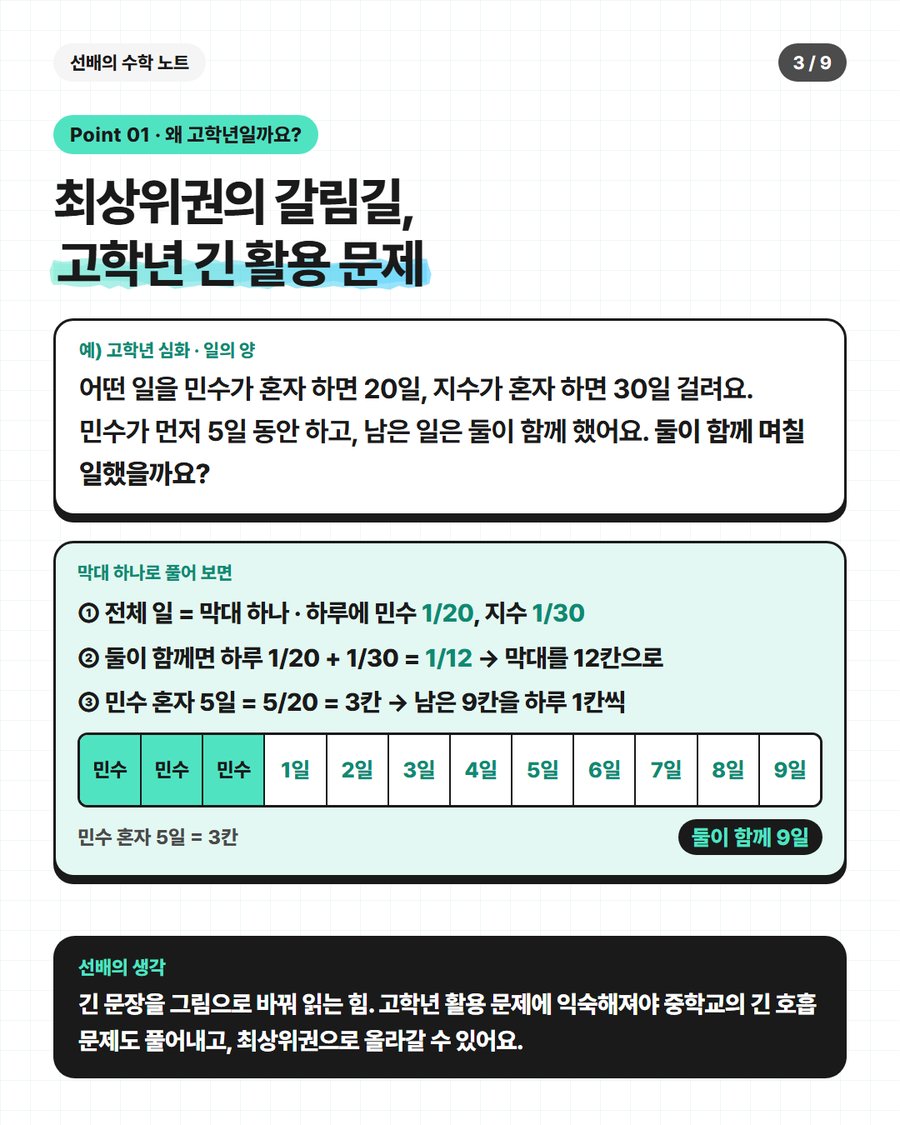 선배의 수학 노트
3 / 9
Point 01 · 왜 고학년일까요?
최상위권의 갈림길,
고학년 긴 활용 문제
예) 고학년 심화 · 일의 양
어떤 일을 민수가 혼자 하면 20일, 지수가 혼자 하면 30일 걸려요.
민수가 먼저 5일 동안 하고, 남은 일은 둘이 함께 했어요. 둘이 함께 며칠
일했을까요?
막대 하나로 풀어 보면
① 전체 일 = 막대 하나 · 하루에 민수 1/20, 지수 1/30
② 둘이 함께면 하루 1/20 + 1/30 = 1/12 → 막대를 12칸으로
③ 민수 혼자 5일 = 5/20 = 3칸 → 남은 9칸을 하루 1칸씩
민수 민수 민수 1일 2일 3일 4일 5일 6일 7일 8일 9일
민수 혼자 5일 = 3칸
둘이 함께 9일
선배의 생각
긴 문장을 그림으로 바꿔 읽는 힘. 고학년 활용 문제에 익숙해져야 중학교의 긴 호흡
문제도 풀어내고, 최상위권으로 올라갈 수 있어요.